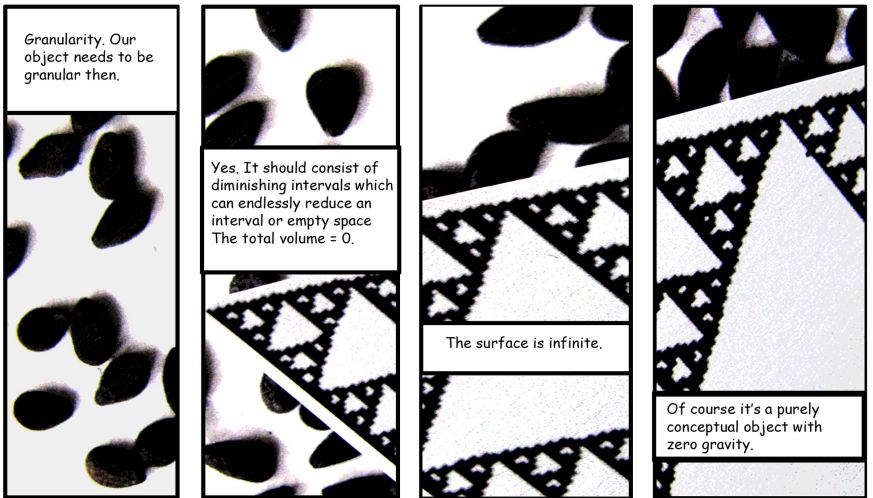 Granularity. Our
object needs to be
granular then.
Yes. It should consist of
diminishing intervals which
can endlessly reduce an
interval or empty space
The total volume = 0.
The surface is infinite.
Of course it's a purely
conceptual object with
zero gravity.